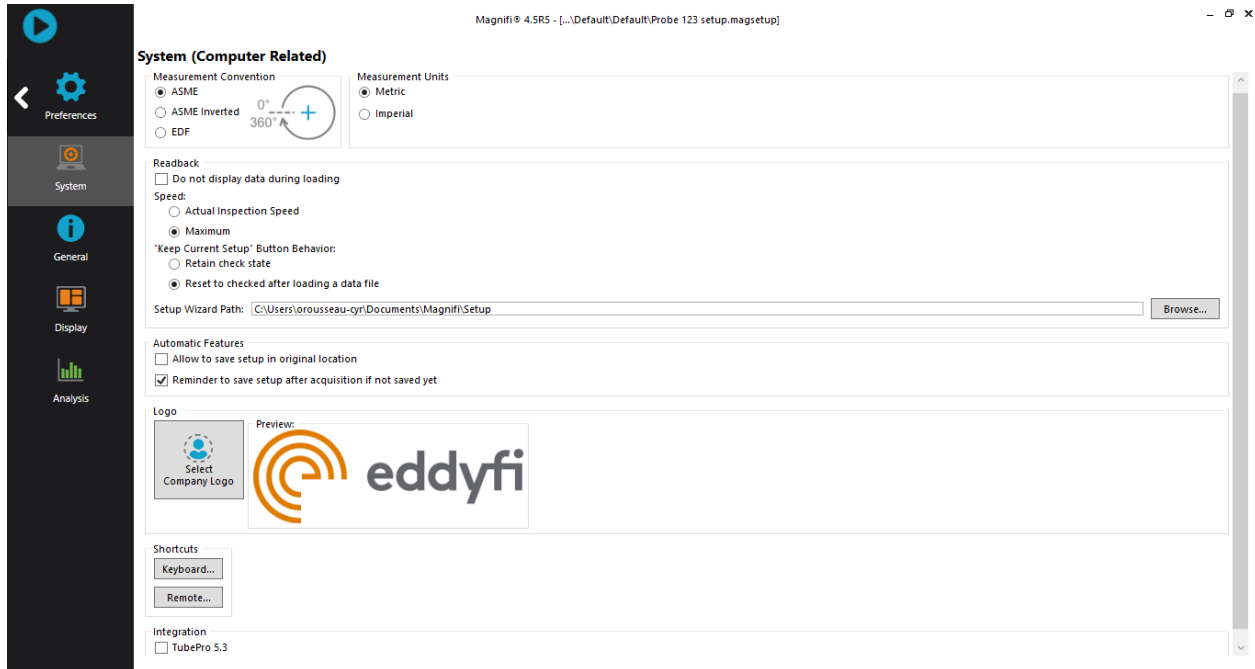 Magnifi® 4.5R5 - [...\Default\Default\Probe 123 setup.magsetup]
System (Computer Related)
Preferences
System
General
Display
Analysis
Measurement Convention
ASME
ASME Inverted
EDF
0°
360°
Measurement Units
Metric
Imperial
Readback
Do not display data during loading
Speed:
Actual Inspection Speed
Maximum
"Keep Current Setup" Button Behavior:
Retain check state
Reset to checked after loading a data file
Setup Wizard Path: C:\Users\orousseau-cyr\Documents\Magnifi\Setup Browse...
Automatic Features
Allow to save setup in original location
Reminder to save setup after acquisition if not saved yet
Logo
Select
Company Logo
Preview:
eddyfi
Shortcuts
Keyboard...
Remote...
Integration
TubePro 5.3